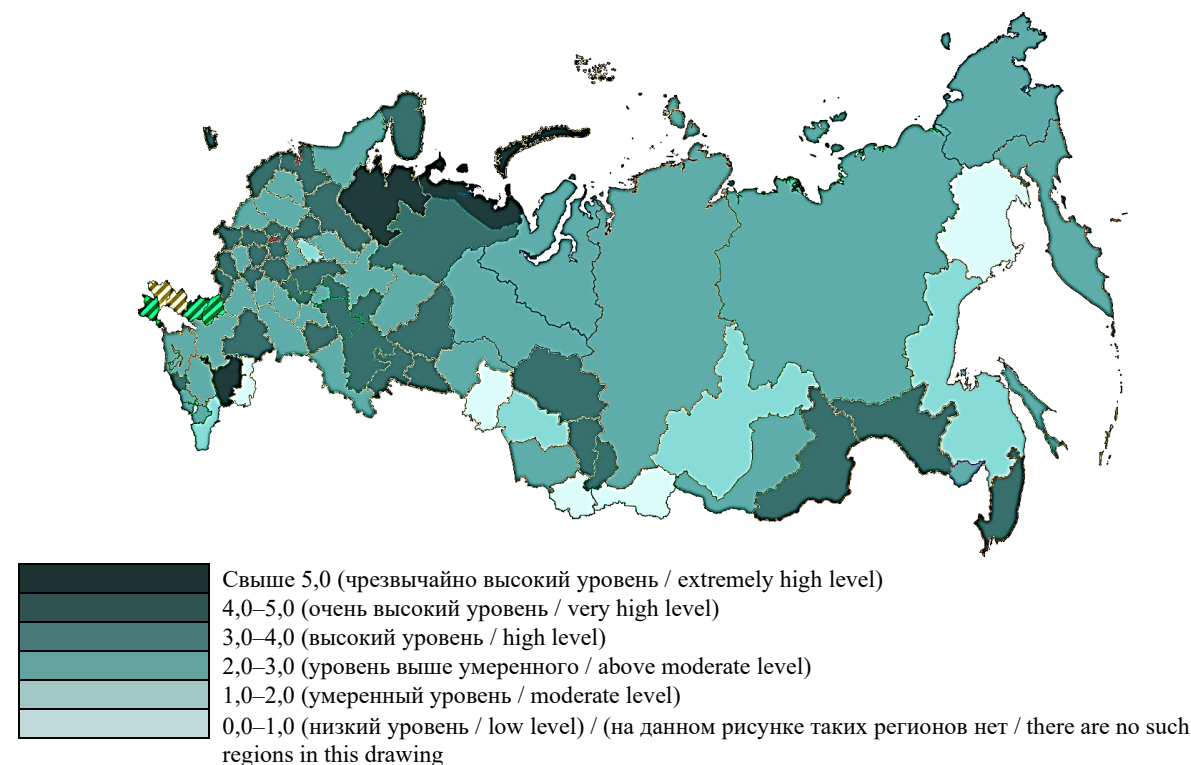 Свыше 5,0 (чрезвычайно высокий уровень / extremely high level)
4,0–5,0 (очень высокий уровень / very high level)
3,0–4,0 (высокий уровень / high level)
2,0–3,0 (уровень выше умеренного / above moderate level)
1,0–2,0 (умеренный уровень / moderate level)
0,0–1,0 (низкий уровень / low level) / (на данном рисунке таких регионов нет / there are no such
regions in this drawing